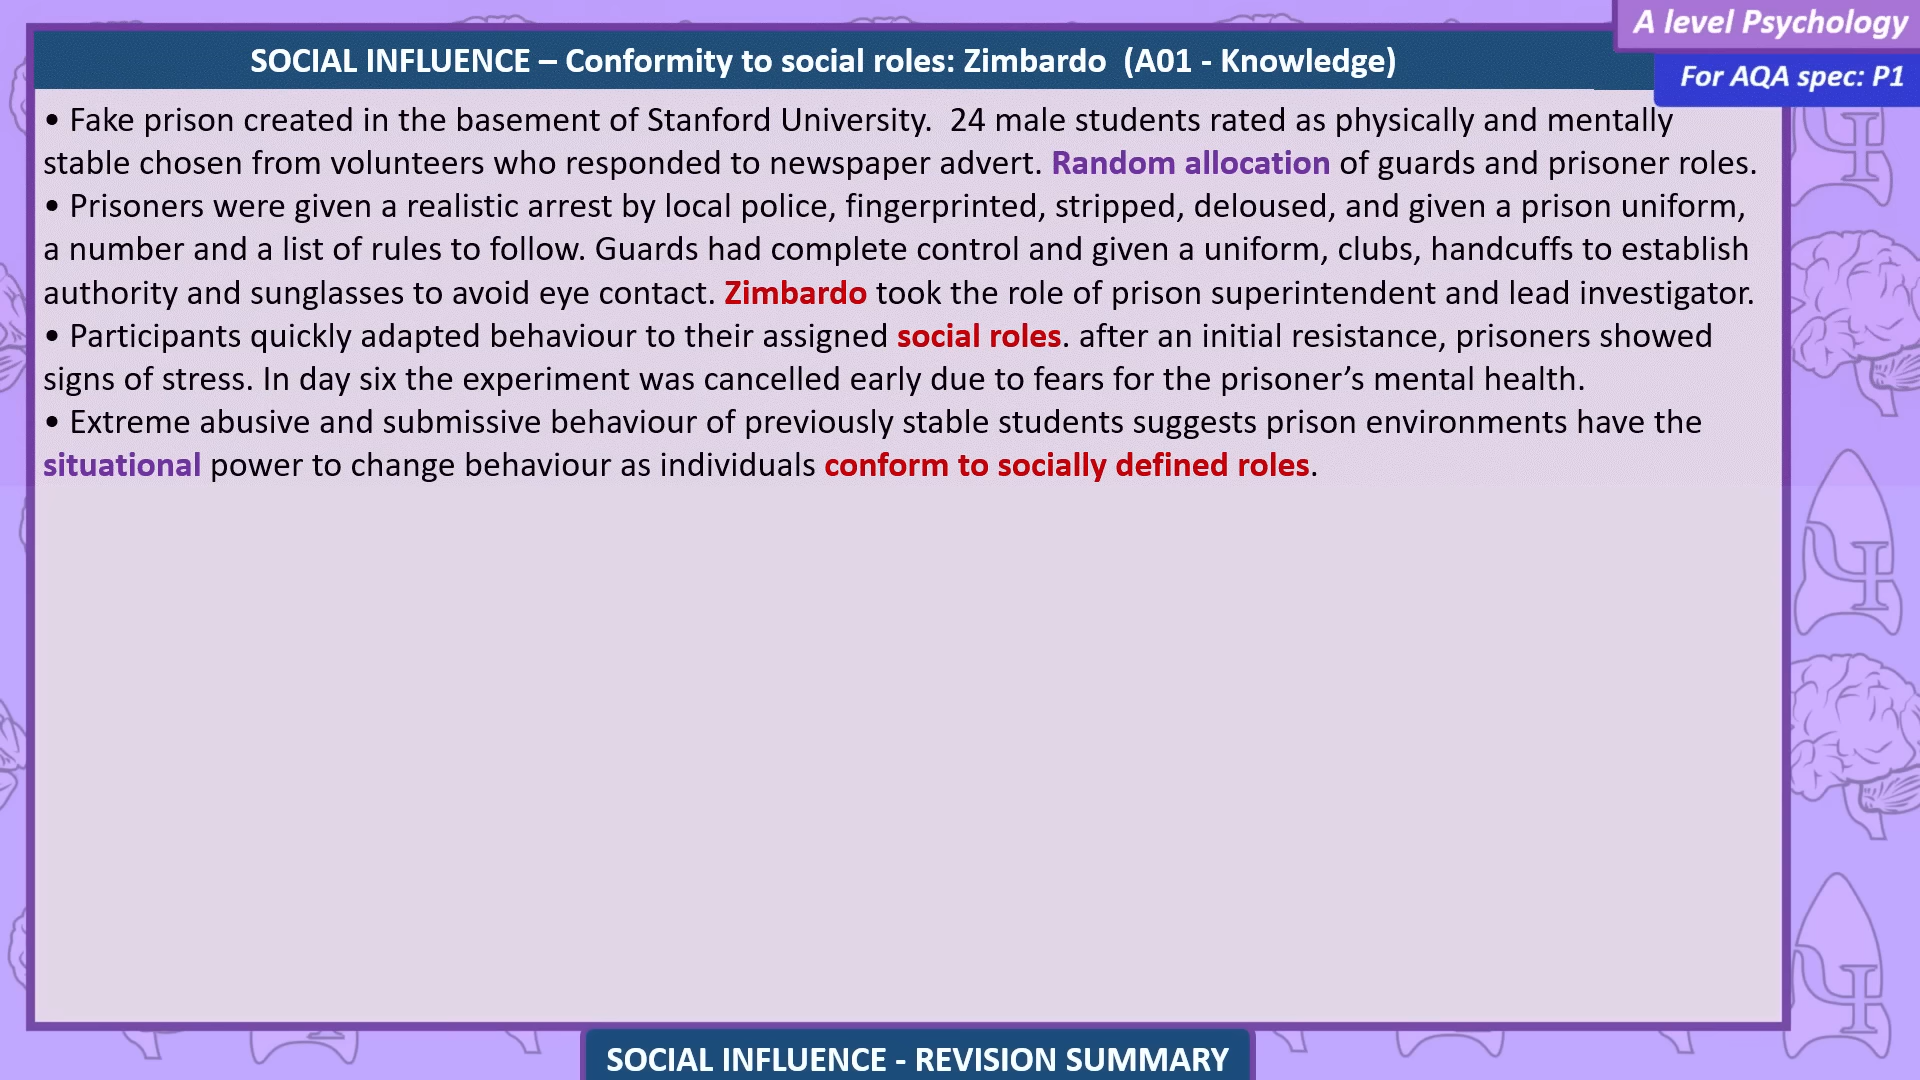 A level Psychology
SOCIAL INFLUENCE – Conformity to social roles: Zimbardo  (A01 - Knowledge)
For AQA spec: P1
• Fake prison created in the basement of Stanford University.  24 male students rated as physically and mentally
stable chosen from volunteers who responded to newspaper advert. Random allocation of guards and prisoner roles.
• Prisoners were given a realistic arrest by local police, fingerprinted, stripped, deloused, and given a prison uniform,
a number and a list of rules to follow. Guards had complete control and given a uniform, clubs, handcuffs to establish
authority and sunglasses to avoid eye contact. Zimbardo took the role of prison superintendent and lead investigator.
• Participants quickly adapted behaviour to their assigned social roles. after an initial resistance, prisoners showed
signs of stress. In day six the experiment was cancelled early due to fears for the prisoner’s mental health.
• Extreme abusive and submissive behaviour of previously stable students suggests prison environments have the
situational power to change behaviour as individuals conform to socially defined roles.
SOCIAL INFLUENCE - REVISION SUMMARY